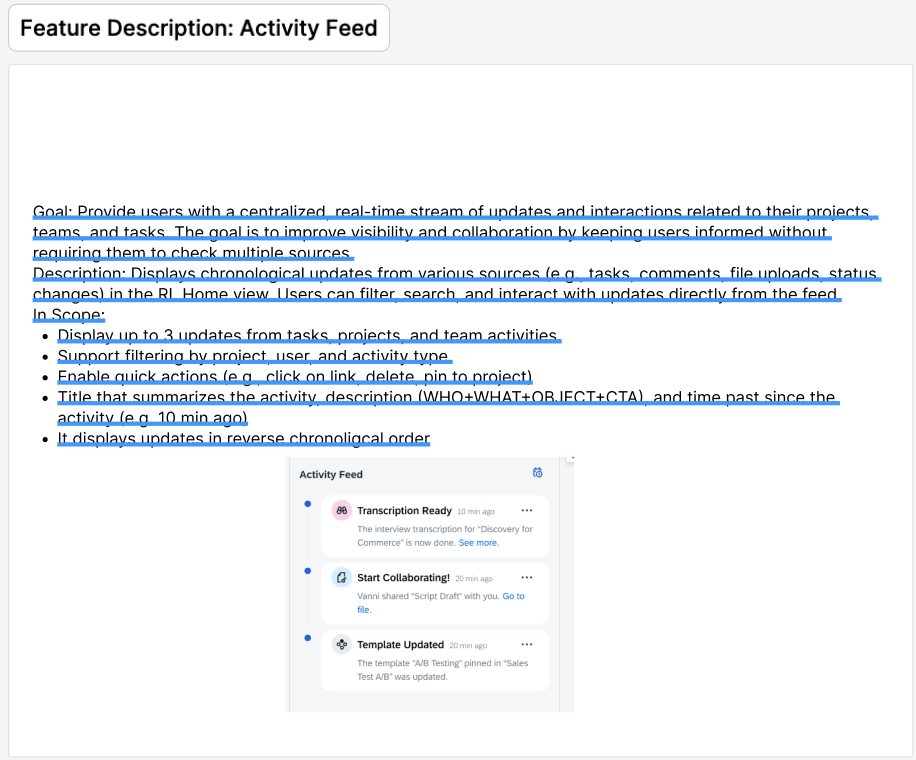 Feature Description: Activity Feed
Goal: Provide users with a centralized, real-time stream of updates and interactions related to their projects,
teams, and tasks. The goal is to improve visibility and collaboration by keeping users informed without
requiring them to check multiple sources.
Description: Displays chronological updates from various sources (e.g., tasks, comments, file uploads, status
changes) in the RL Home view. Users can filter, search, and interact with updates directly from the feed.
In Scope:
• Display up to 3 updates from tasks, projects, and team activities.
• Support filtering by project, user, and activity type.
• Enable quick actions (e.g., click on link, delete, pin to project)
• Title that summarizes the activity, description (WHO+WHAT+OBJECT+CTA), and time past since the
activity (e.g. 10 min ago)
• It displays updates in reverse chronoligcal order
Activity Feed
Transcription Ready 10 min ago
The interview transcription for “Discovery for
Commerce” is now done. See more.
Start Collaborating! 20 min ago
Vanni shared “Script Draft” with you. Go to
file.
Template Updated 20 min ago
The template “A/B Testing” pinned in “Sales
Test A/B” was updated.